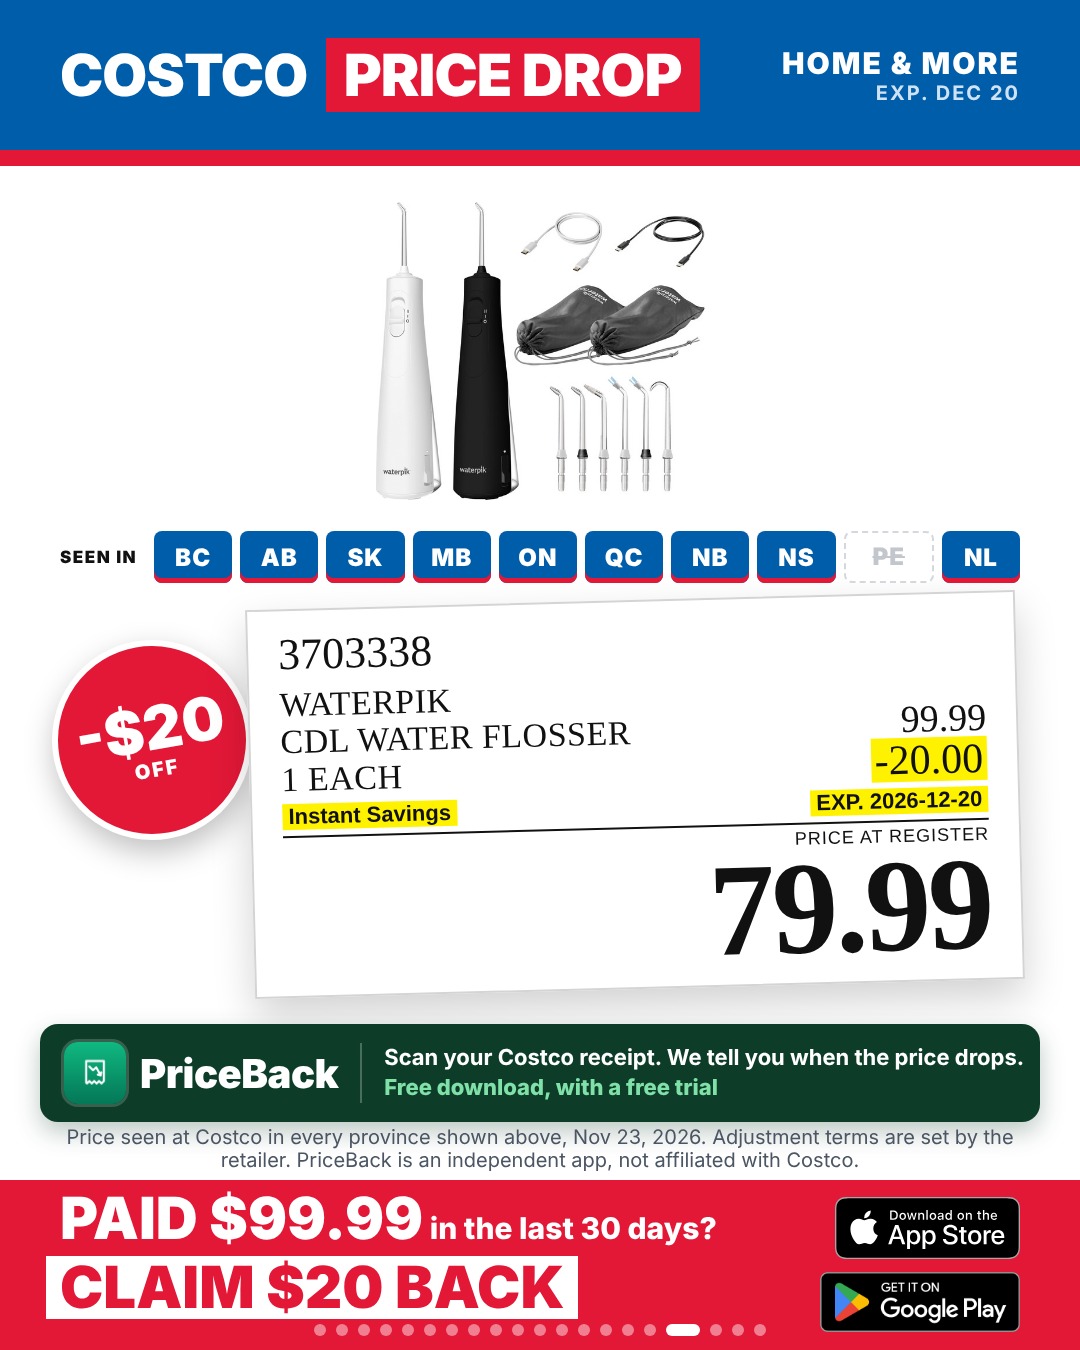 COSTCO PRICE DROP
HOME & MORE
EXP. DEC 20
waterpik
waterpik
SEEN IN BC AB SK MB ON QC NB NS PE NL
3703338
WATERPIK
CDL WATER FLOSSER
1 EACH
Instant Savings
99.99
-20.00
EXP. 2026-12-20
PRICE AT REGISTER
79.99
-$20
OFF
PriceBack
Scan your Costco receipt. We tell you when the price drops.
Free download, with a free trial
Price seen at Costco in every province shown above, Nov 23, 2026. Adjustment terms are set by the
retailer. PriceBack is an independent app, not affiliated with Costco.
PAID $99.99 in the last 30 days?
CLAIM $20 BACK
Download on the
App Store
GET IT ON
Google Play